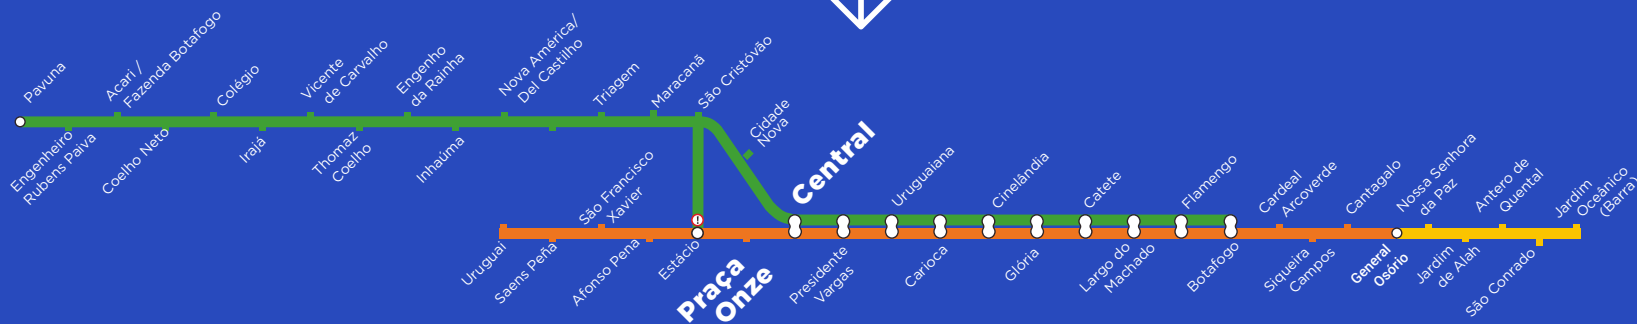 Pavuna
Engenheiro
Rubens Paiva
Acari /
Fazenda Botafogo
Coelho Neto
Colégio
Irajá
Vicente
de Carvalho
Thomaz
Coelho
Engenho
da Rainha
Inhaúma
Nova América/
Del Castilho
Triagem
Maracanã
São Cristóvão
Cidade
Nova
Central
Uruguai
Saens Peña
São Francisco
Xavier
Afonso Pena
Estácio
!
Praça
Onze
Presidente
Vargas
Uruguaiana
Carioca
Cinelândia
Glória
Catete
Largo do
Machado
Flamengo
Botafogo
Cardeal
Arcoverde
Siqueira
Campos
Cantagalo
General
Osório
Nossa Senhora
da Paz
Jardim
de Alah
Antero de
Quental
São Conrado
Jardim
Oceânico
(Barra)